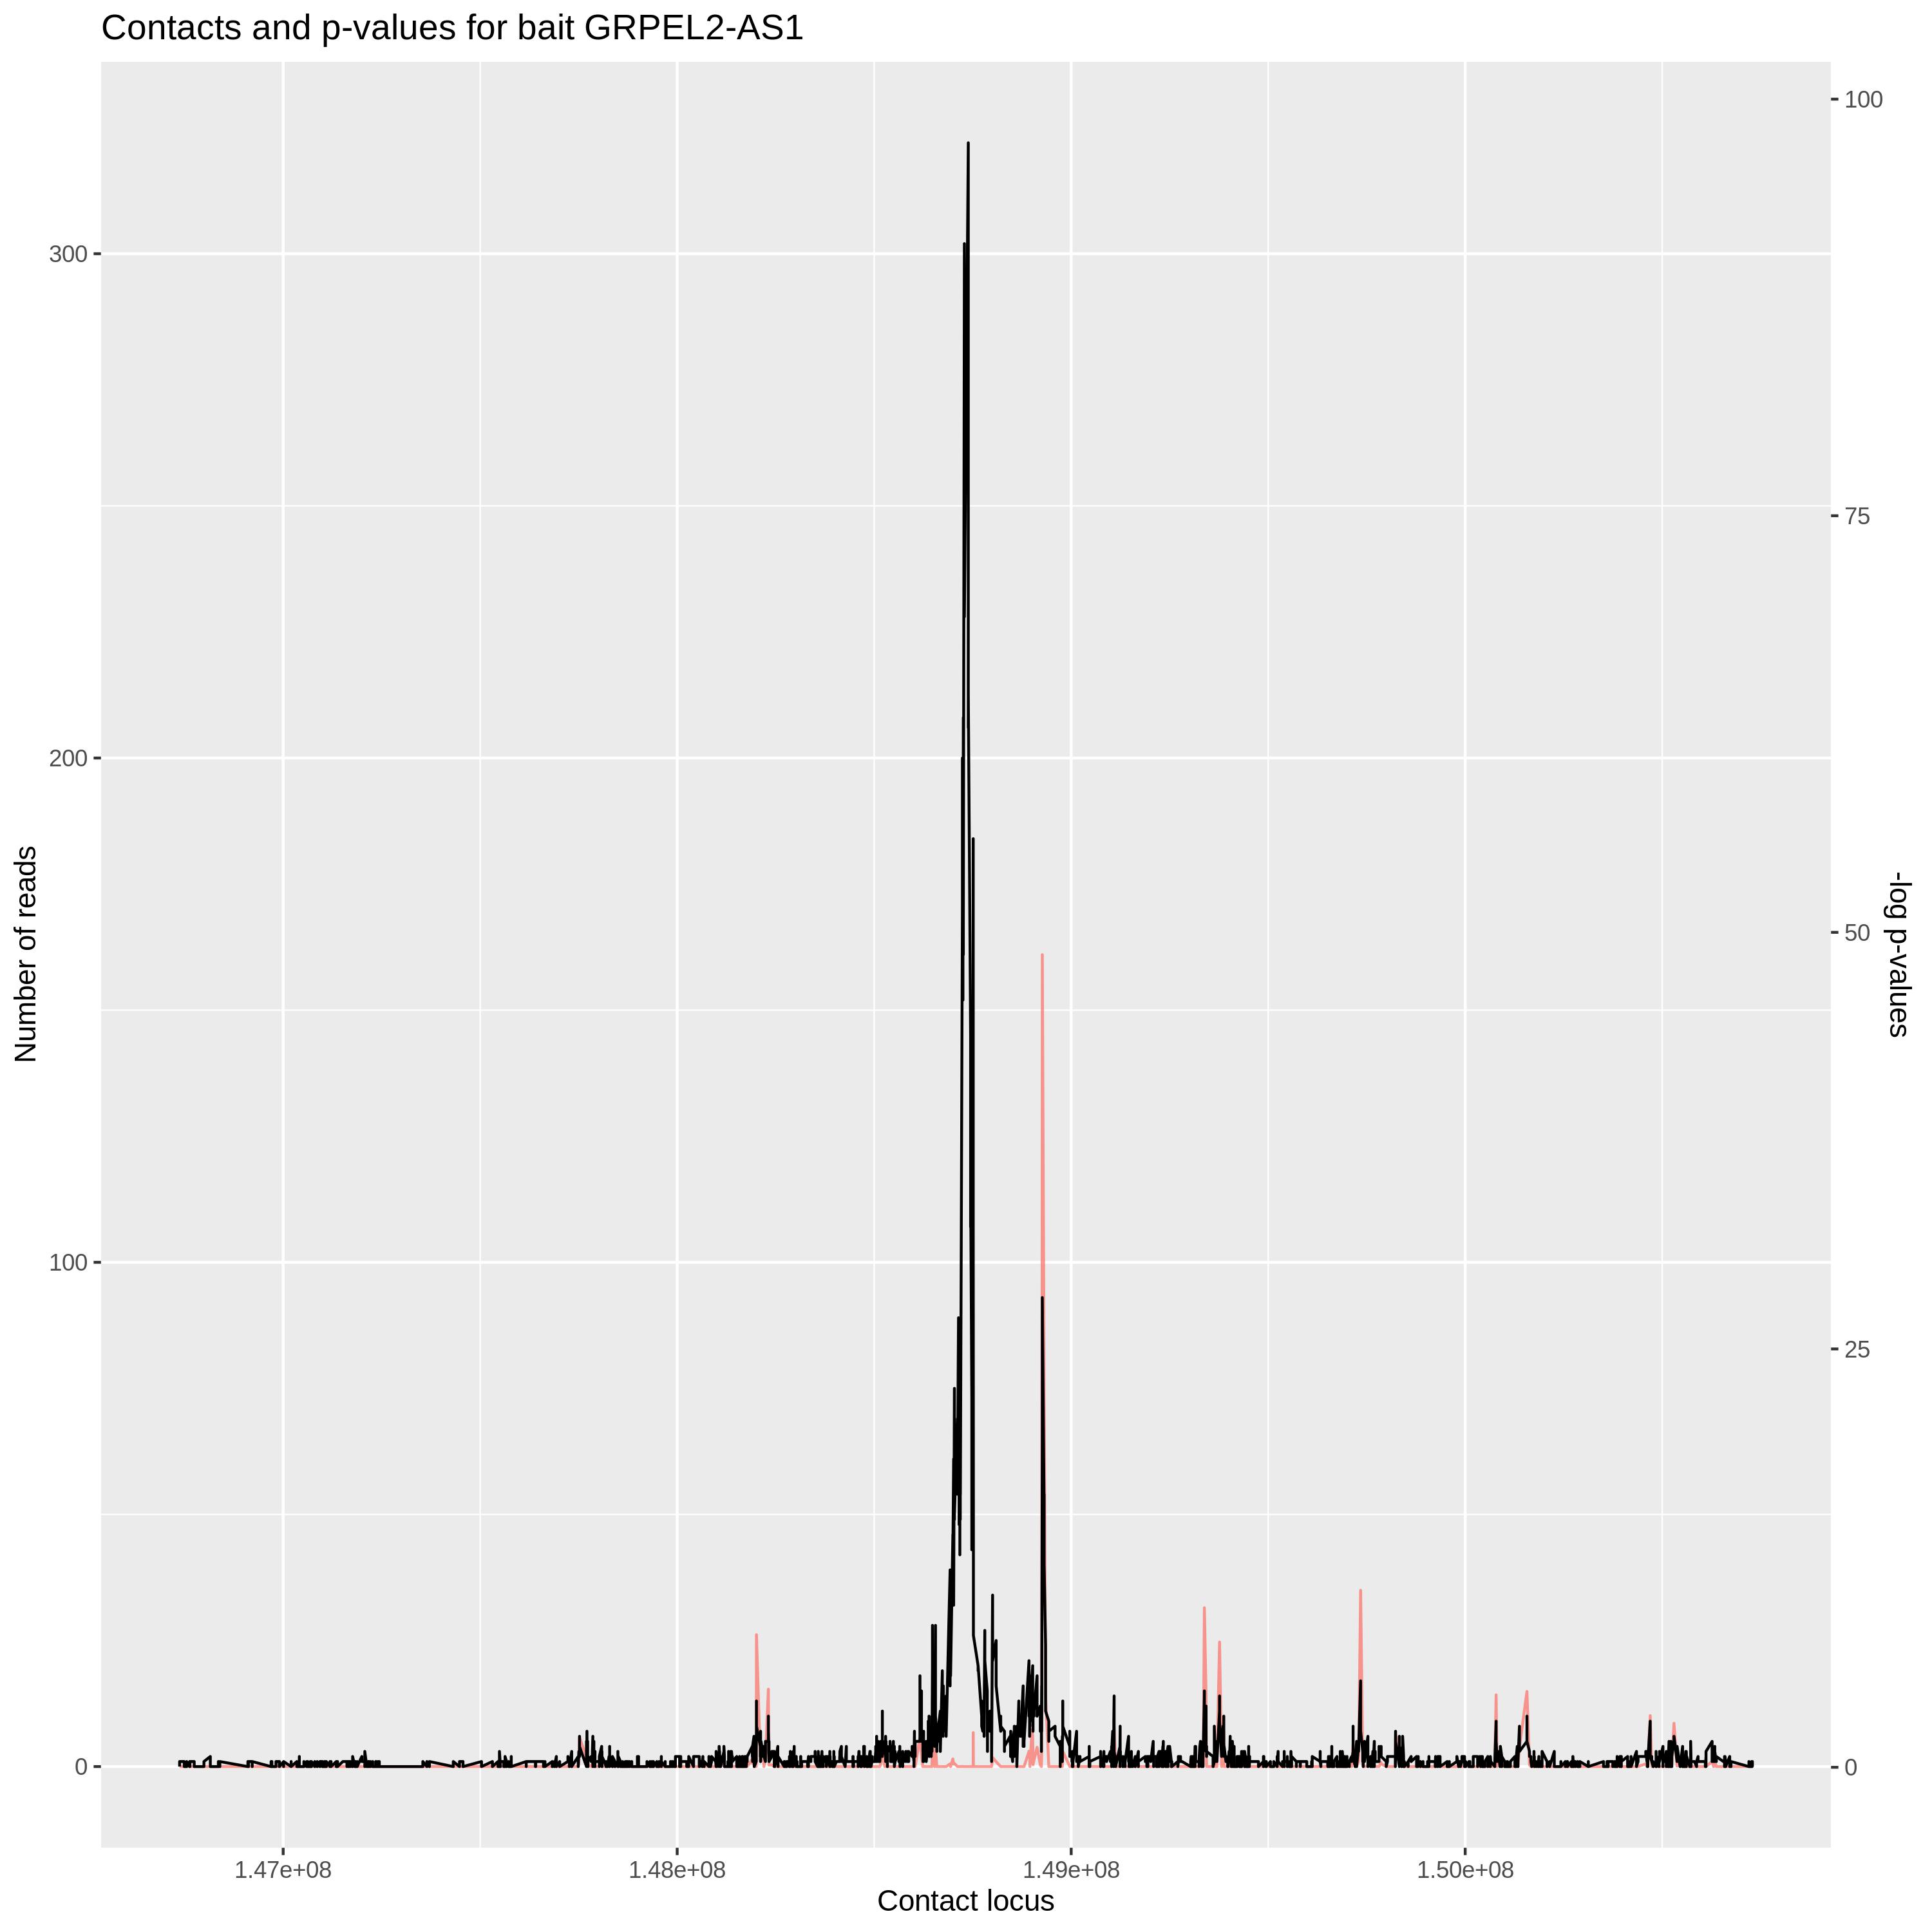 Contacts and p-values for bait GRPEL2-AS1
100
300
75
200
50
100
25
0
0
Number of reads
-log p-values
1.47e+08
1.48e+08
1.49e+08
1.50e+08
Contact locus